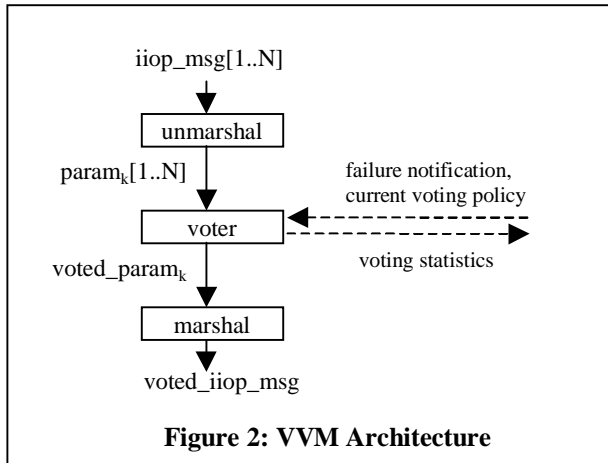 iiop_msg[1..N]
unmarshal
paramk[1..N]
failure notification,
current voting policy
voter
voting statistics
voted_paramk
marshal
voted_iiop_msg
Figure 2: VVM Architecture